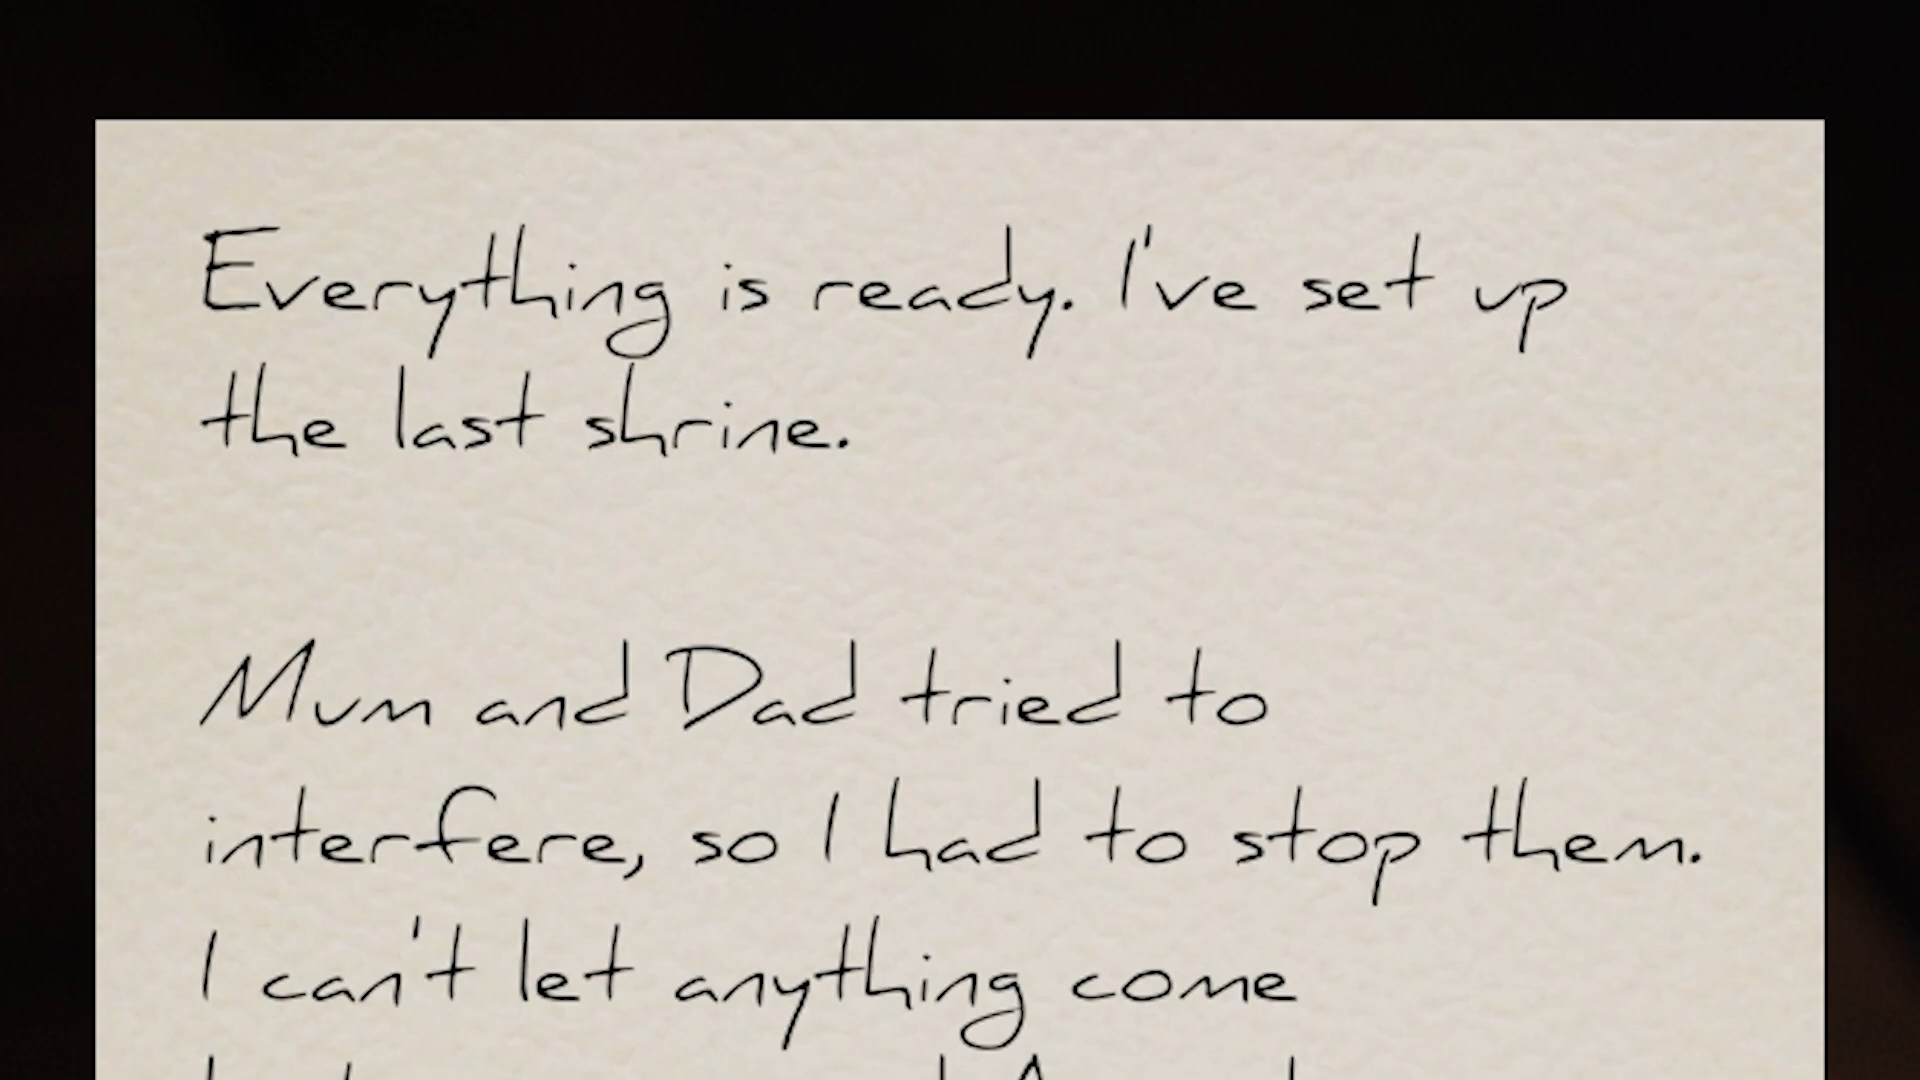 Everything is ready. I've set up
the last shrine.
Mum and Dad tried to
interfere, so I had to stop them.
I can't let anything come